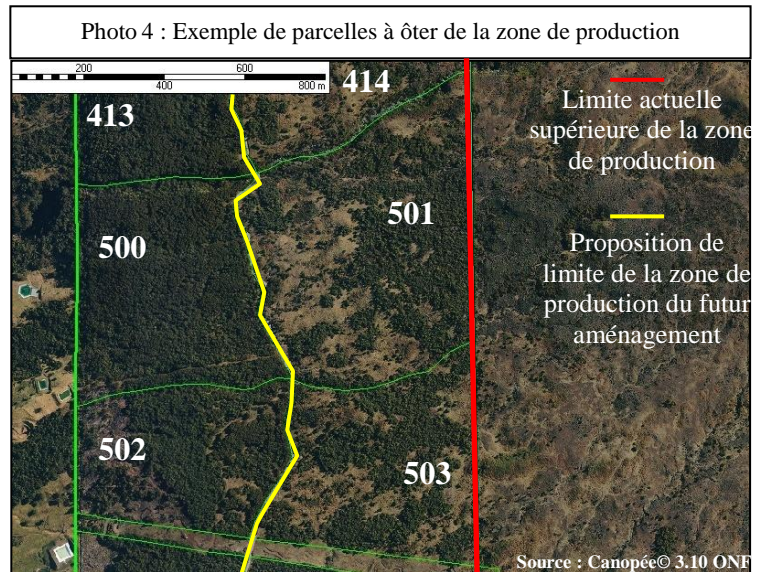 Photo 4 : Exemple de parcelles à ôter de la zone de production
200 600
400 800 m
413
414
Limite actuelle
supérieure de la zone
de production
501
500
Proposition de
limite de la zone de
production du futur
aménagement
502
503
Source : Canopée© 3.10 ONF